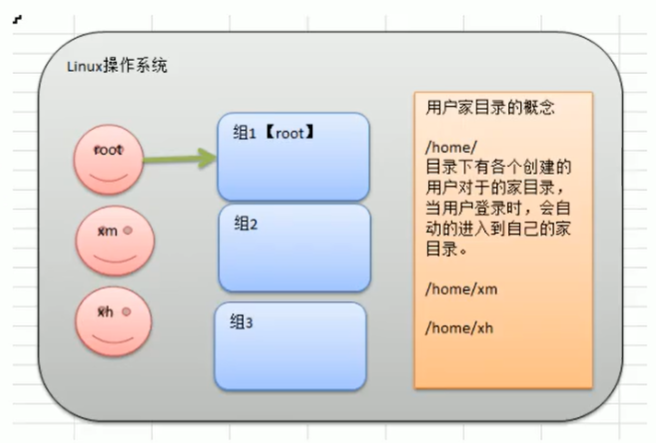 Linux操作系统
root
xm
xh
组1【root】
组2
组3
用户家目录的概念
/home/
目录下有各个创建的
用户对于的家目录，
当用户登录时，会自
动的进入到自己的家
目录。
/home/xm
/home/xh